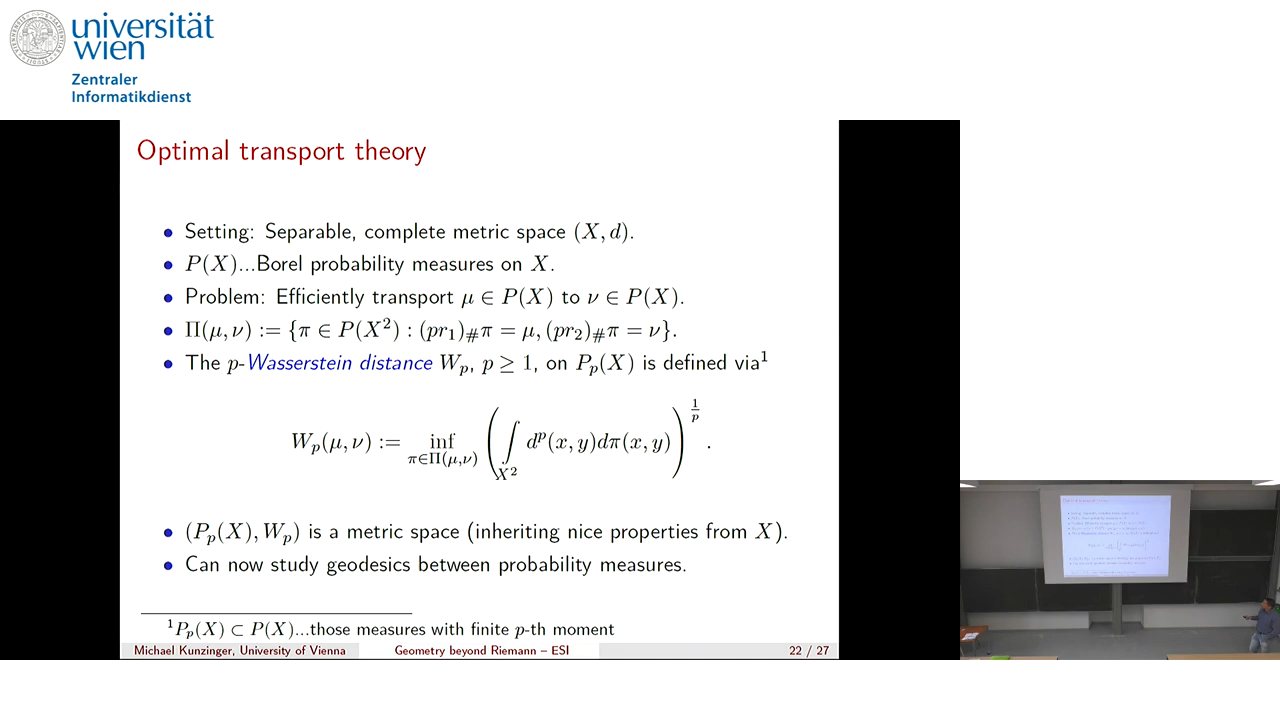 universität
wien
Zentraler
Informatikdienst
Optimal transport theory
• Setting: Separable, complete metric space (X, d).
• P(X)...Borel probability measures on X.
• Problem: Efficiently transport μ ∈ P(X) to ν ∈ P(X).
• Π(μ, ν) := {π ∈ P(X²) : (pr₁)#π = μ, (pr₂)#π = ν}.
• The p-Wasserstein distance Wₚ, p ≥ 1, on Pₚ(X) is defined via¹
Wₚ(μ, ν) := inf_{π∈Π(μ,ν)} (∫_{X²} dᵖ(x, y)dπ(x, y))^{1/p}.
• (Pₚ(X), Wₚ) is a metric space (inheriting nice properties from X).
• Can now study geodesics between probability measures.
¹Pₚ(X) ⊂ P(X)...those measures with finite p-th moment
Michael Kunzinger, University of Vienna Geometry beyond Riemann – ESI 22 / 27